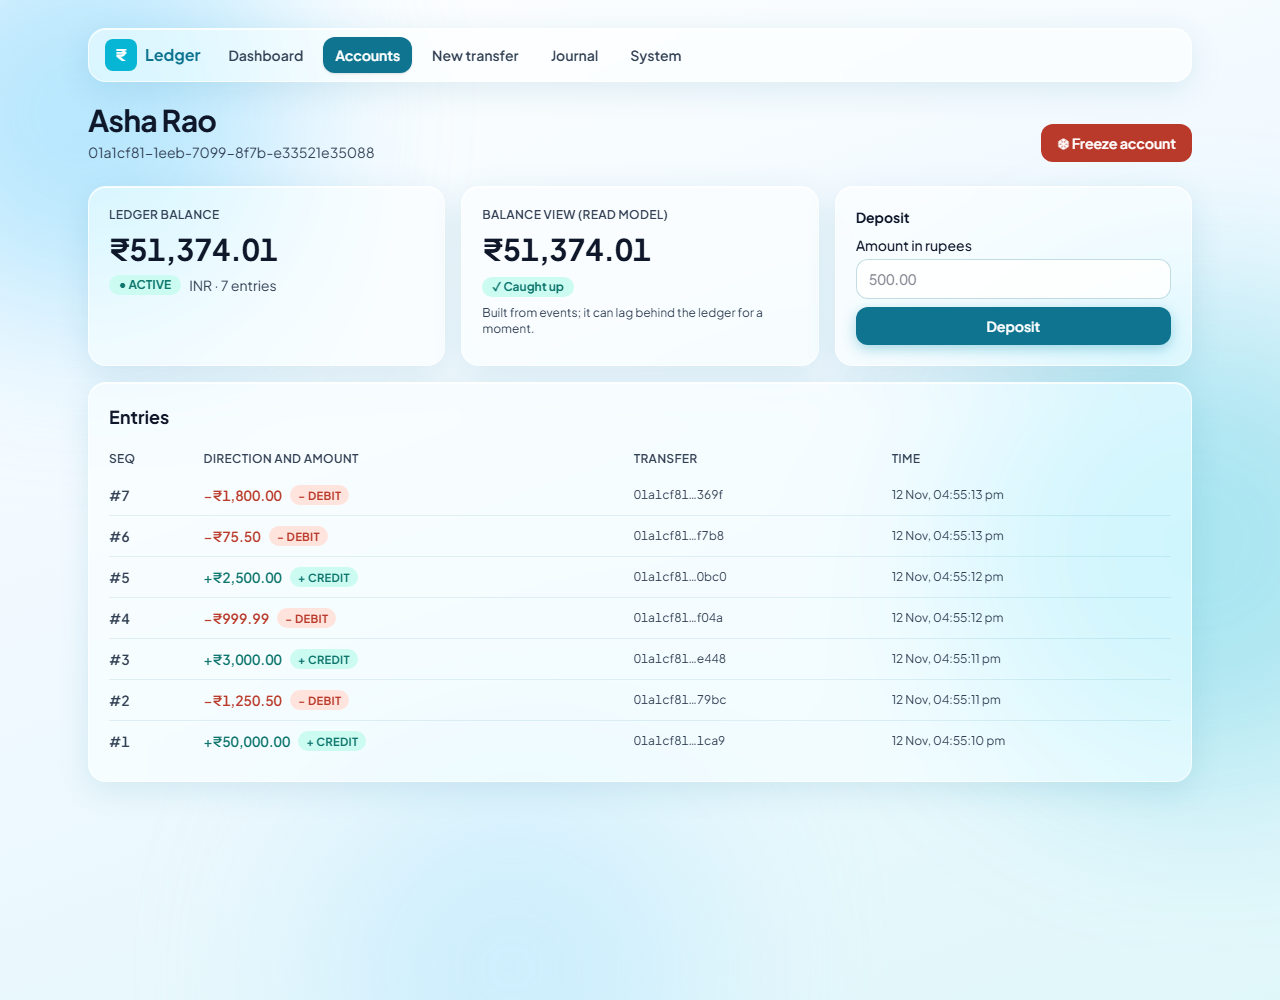 ₹ Ledger Dashboard Accounts New transfer Journal System
Asha Rao
01a1cf81-1eeb-7099-8f7b-e33521e35088
❄ Freeze account
LEDGER BALANCE
₹51,374.01
● ACTIVE INR · 7 entries
BALANCE VIEW (READ MODEL)
₹51,374.01
✓ Caught up
Built from events; it can lag behind the ledger for a
moment.
Deposit
Amount in rupees
500.00
Deposit
Entries
SEQ DIRECTION AND AMOUNT TRANSFER TIME
#7 −₹1,800.00 − DEBIT 01a1cf81…369f 12 Nov, 04:55:13 pm
#6 −₹75.50 − DEBIT 01a1cf81…f7b8 12 Nov, 04:55:13 pm
#5 +₹2,500.00 + CREDIT 01a1cf81…0bc0 12 Nov, 04:55:12 pm
#4 −₹999.99 − DEBIT 01a1cf81…f04a 12 Nov, 04:55:12 pm
#3 +₹3,000.00 + CREDIT 01a1cf81…e448 12 Nov, 04:55:11 pm
#2 −₹1,250.50 − DEBIT 01a1cf81…79bc 12 Nov, 04:55:11 pm
#1 +₹50,000.00 + CREDIT 01a1cf81…1ca9 12 Nov, 04:55:10 pm